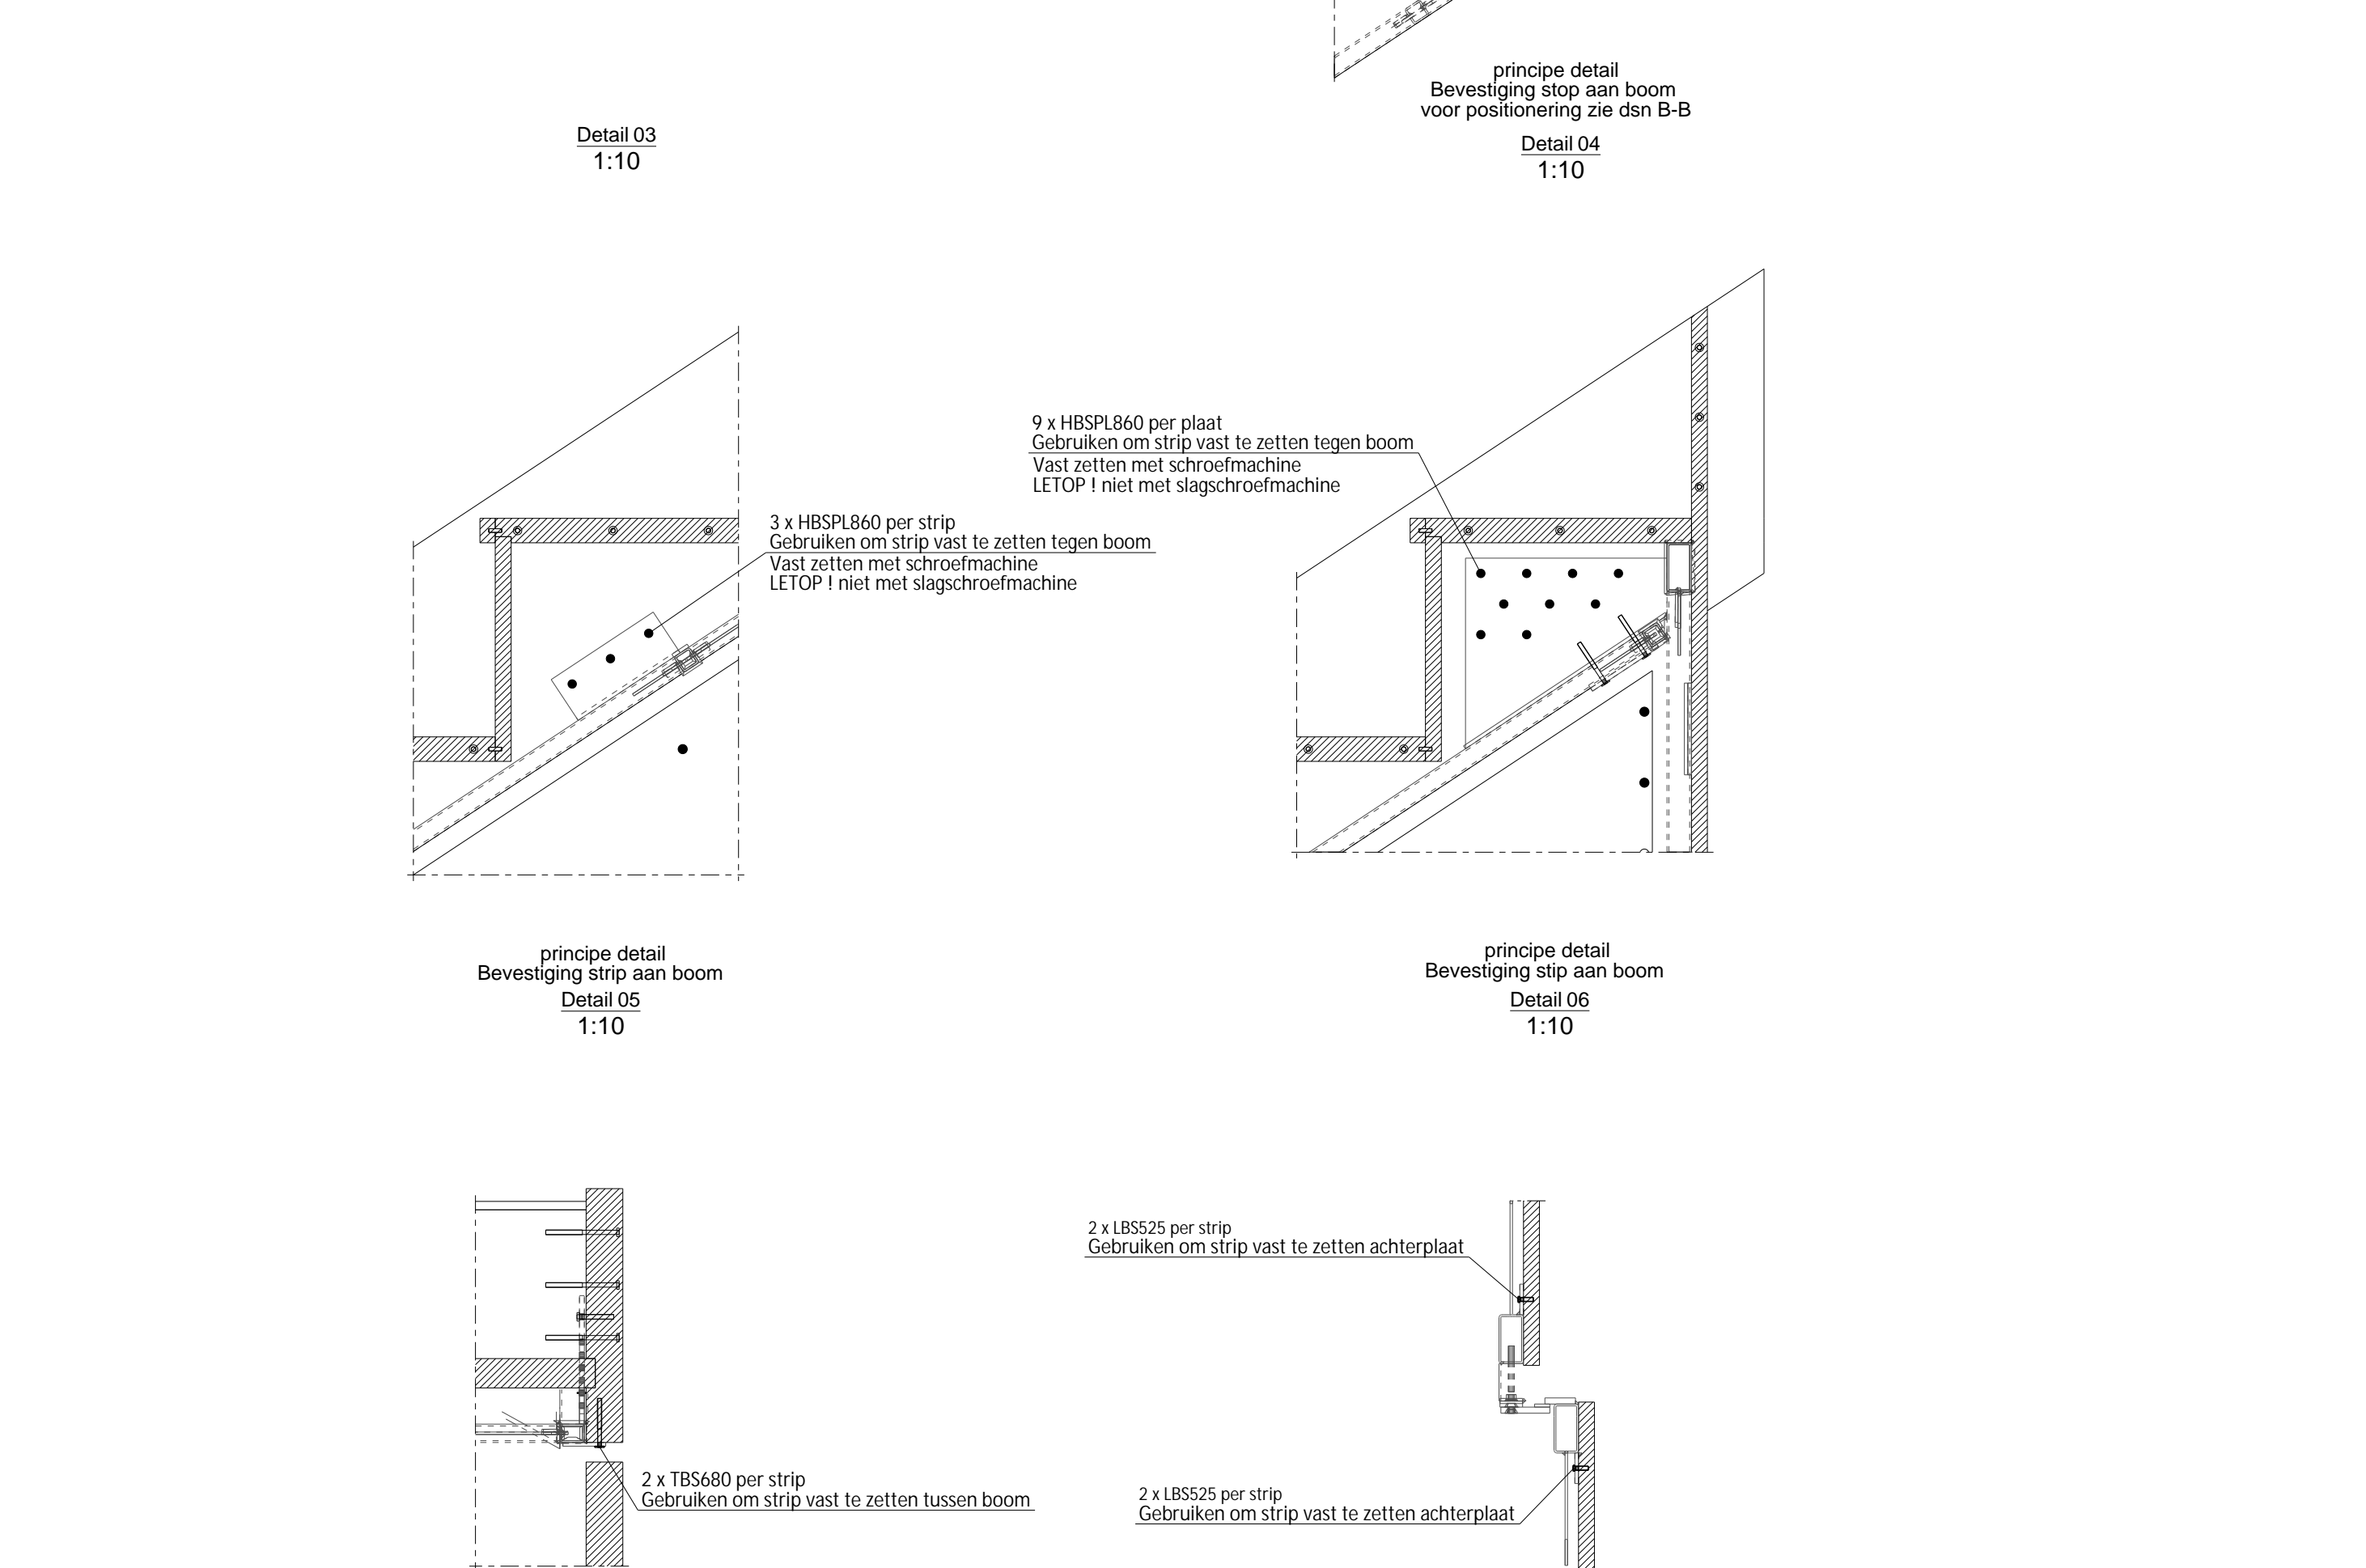 principe detail
Bevestiging stop aan boom
voor positionering zie dsn B-B
Detail 03
1:10
Detail 04
1:10
9 x HBSPL860 per plaat
Gebruiken om strip vast te zetten tegen boom
Vast zetten met schroefmachine
LETOP ! niet met slagschroefmachine
3 x HBSPL860 per strip
Gebruiken om strip vast te zetten tegen boom
Vast zetten met schroefmachine
LETOP ! niet met slagschroefmachine
principe detail
Bevestiging strip aan boom
Detail 05
1:10
principe detail
Bevestiging stip aan boom
Detail 06
1:10
2 x LBS525 per strip
Gebruiken om strip vast te zetten achterplaat
2 x TBS680 per strip
Gebruiken om strip vast te zetten tussen boom
2 x LBS525 per strip
Gebruiken om strip vast te zetten achterplaat